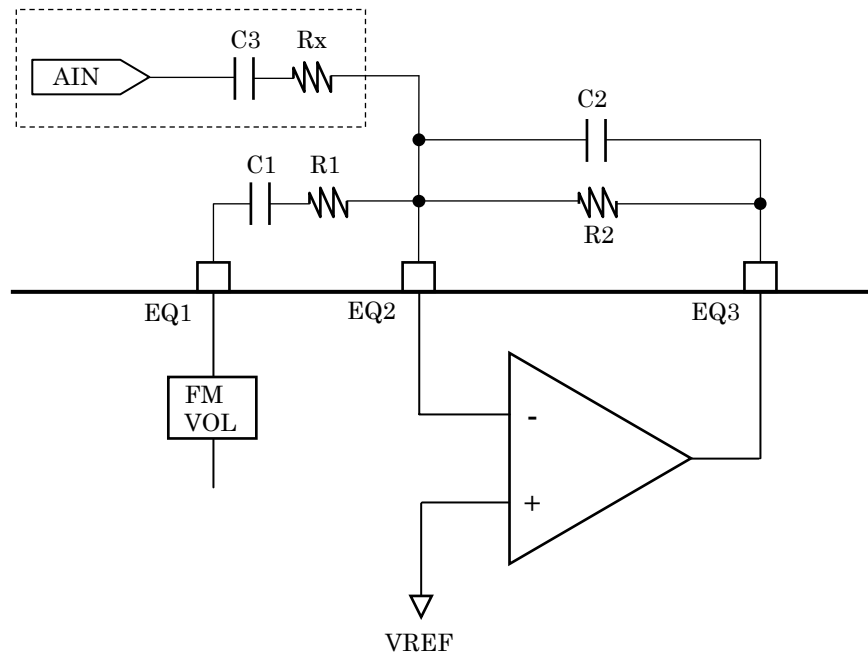 C3
Rx
AIN
C2
C1
R1
R2
EQ1
EQ2
EQ3
FM
VOL
-
+
VREF